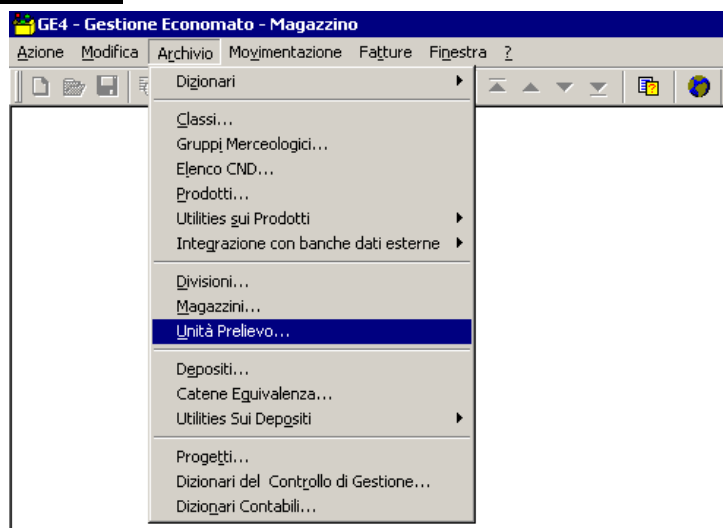 GE4 - Gestione Economato - Magazzino
Azione Modifica Archivio Movimentazione Fatture Finestra ?
Dizionari
Classi...
Gruppi Merceologici...
Elenco CND...
Prodotti...
Utilities sui Prodotti
Integrazione con banche dati esterne
Divisioni...
Magazzini...
Unità Prelievo...
Depositi...
Catene Equivalenza...
Utilities Sui Depositi
Progetti...
Dizionari del Controllo di Gestione...
Dizionari Contabili...